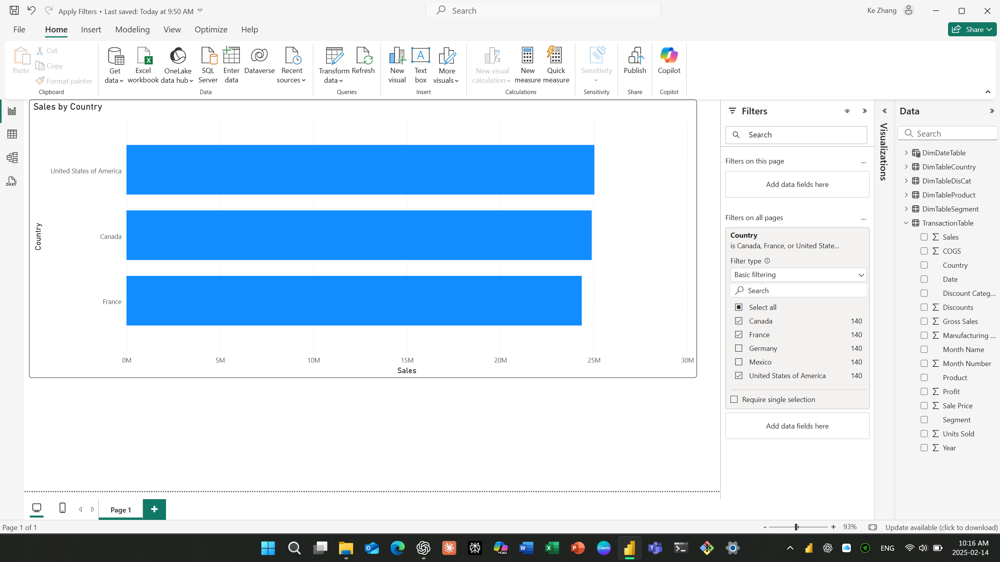 Apply Filters • Last saved: Today at 9:50 AM
Search
Ke Zhang
File Home Insert Modeling View Optimize Help
Share
Paste
Cut
Copy
Format painter
Clipboard
Get data
Excel workbook
OneLake data hub
SQL Server
Enter data
Dataverse
Recent sources
Data
Transform data
Refresh
Queries
New visual
Text box
More visuals
Insert
New visual calculation
New measure
Quick measure
Calculations
Sensitivity
Sensitivity
Publish
Share
Copilot
Copilot
DAX
Sales by Country
Country
United States of America
Canada
France
0M 5M 10M 15M 20M 25M 30M
Sales
Filters
Search
Filters on this page ...
Add data fields here
Filters on all pages ...
Country
is Canada, France, or United State...
Filter type
Basic filtering
Search
Select all
Canada 140
France 140
Germany 140
Mexico 140
United States of America 140
Require single selection
Add data fields here
Visualizations
Data
Search
DimDateTable
DimTableCountry
DimTableDisCat
DimTableProduct
DimTableSegment
TransactionTable
Sales
COGS
Country
Date
Discount Categ...
Discounts
Gross Sales
Manufacturing ...
Month Name
Month Number
Product
Profit
Sale Price
Segment
Units Sold
Year
Page 1
Page 1 of 1
- + 93%
Update available (click to download)
M365
Canva
ENG
10:16 AM
2025-02-14